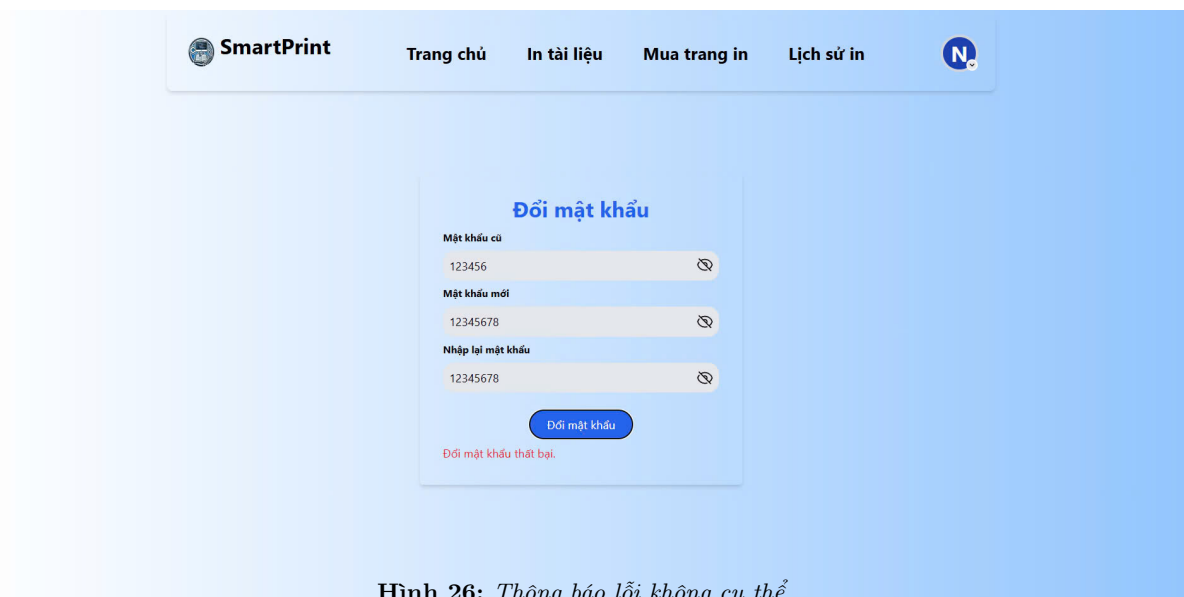 SmartPrint
Trang chủ In tài liệu Mua trang in Lịch sử in N
Đổi mật khẩu
Mật khẩu cũ
123456
Mật khẩu mới
12345678
Nhập lại mật khẩu
12345678
Đổi mật khẩu
Đổi mật khẩu thất bại.
Hình 26: Thông báo lỗi không cụ thể